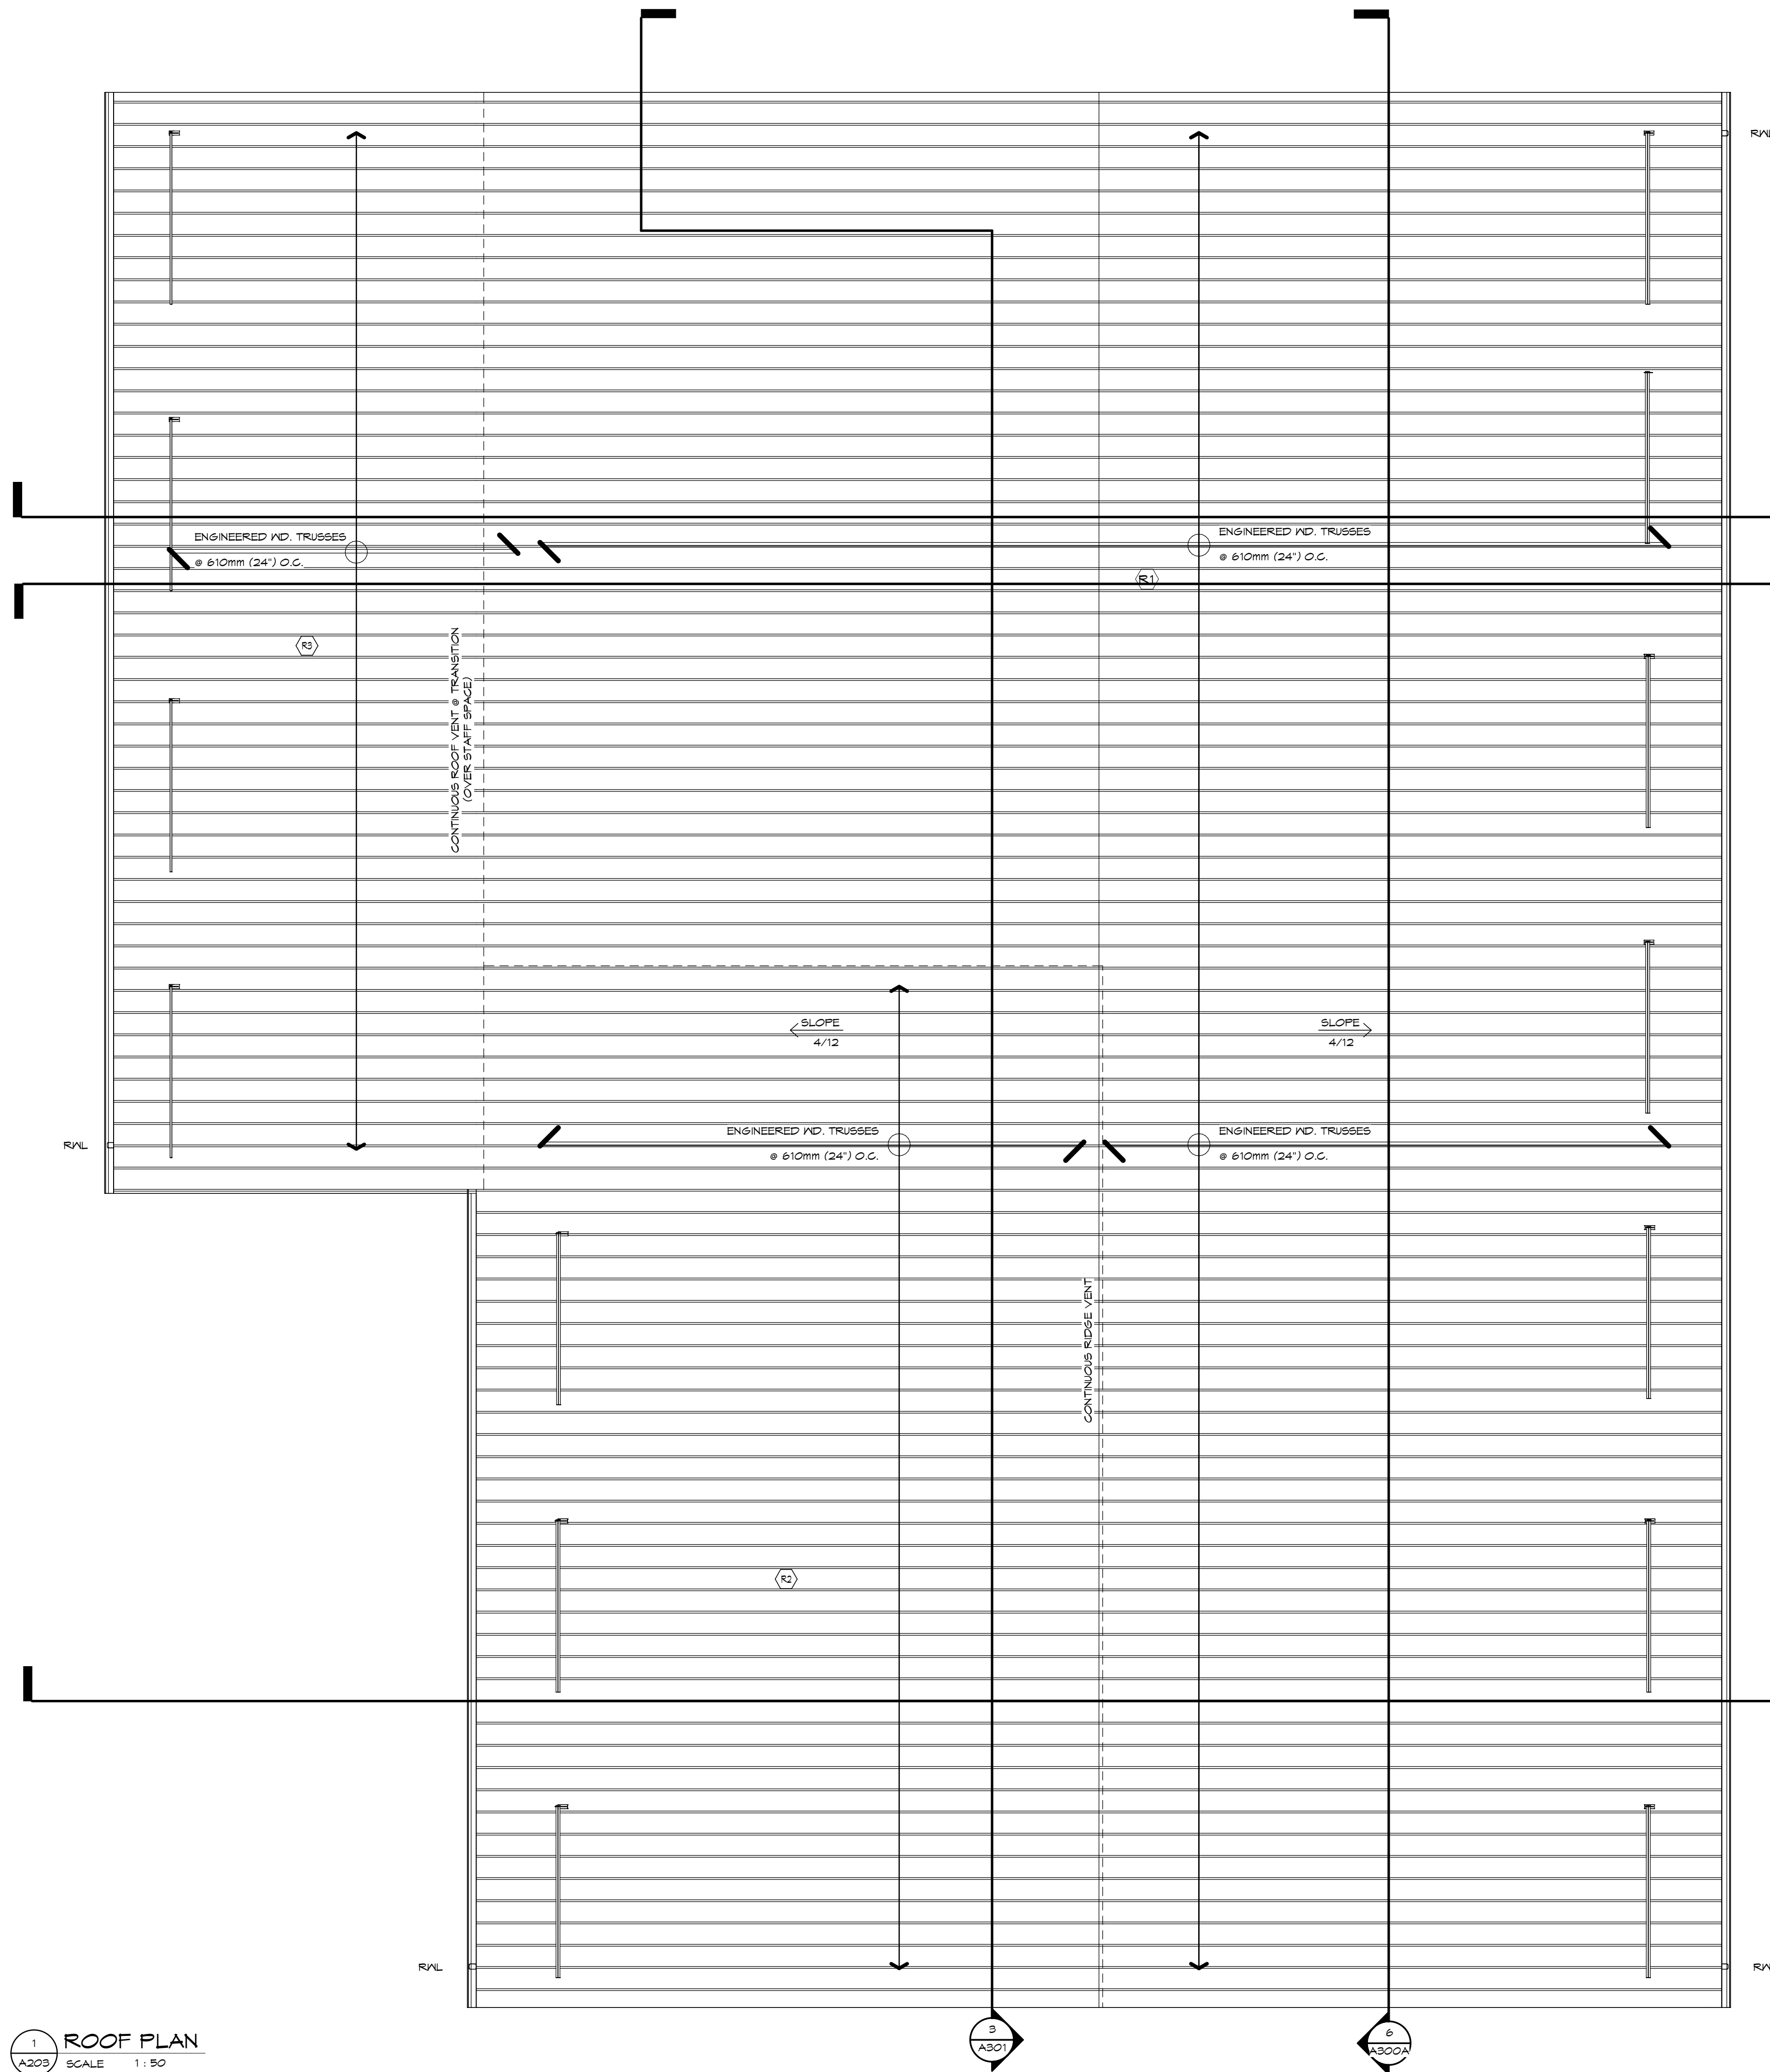 ENGINEERED WD. TRUSSES
@ 610mm (24") O.C.
ENGINEERED WD. TRUSSES
@ 610mm (24") O.C.
R1
R3
CONTINUOUS ROOF VENT @ TRANSITION
(OVER STAFF SPACE)
SLOPE
4/12
SLOPE
4/12
RWL
ENGINEERED WD. TRUSSES
@ 610mm (24") O.C.
ENGINEERED WD. TRUSSES
@ 610mm (24") O.C.
CONTINUOUS RIDGE VENT
R2
RWL
3
A301
6
A300A
1
A203
ROOF PLAN
SCALE 1 : 50